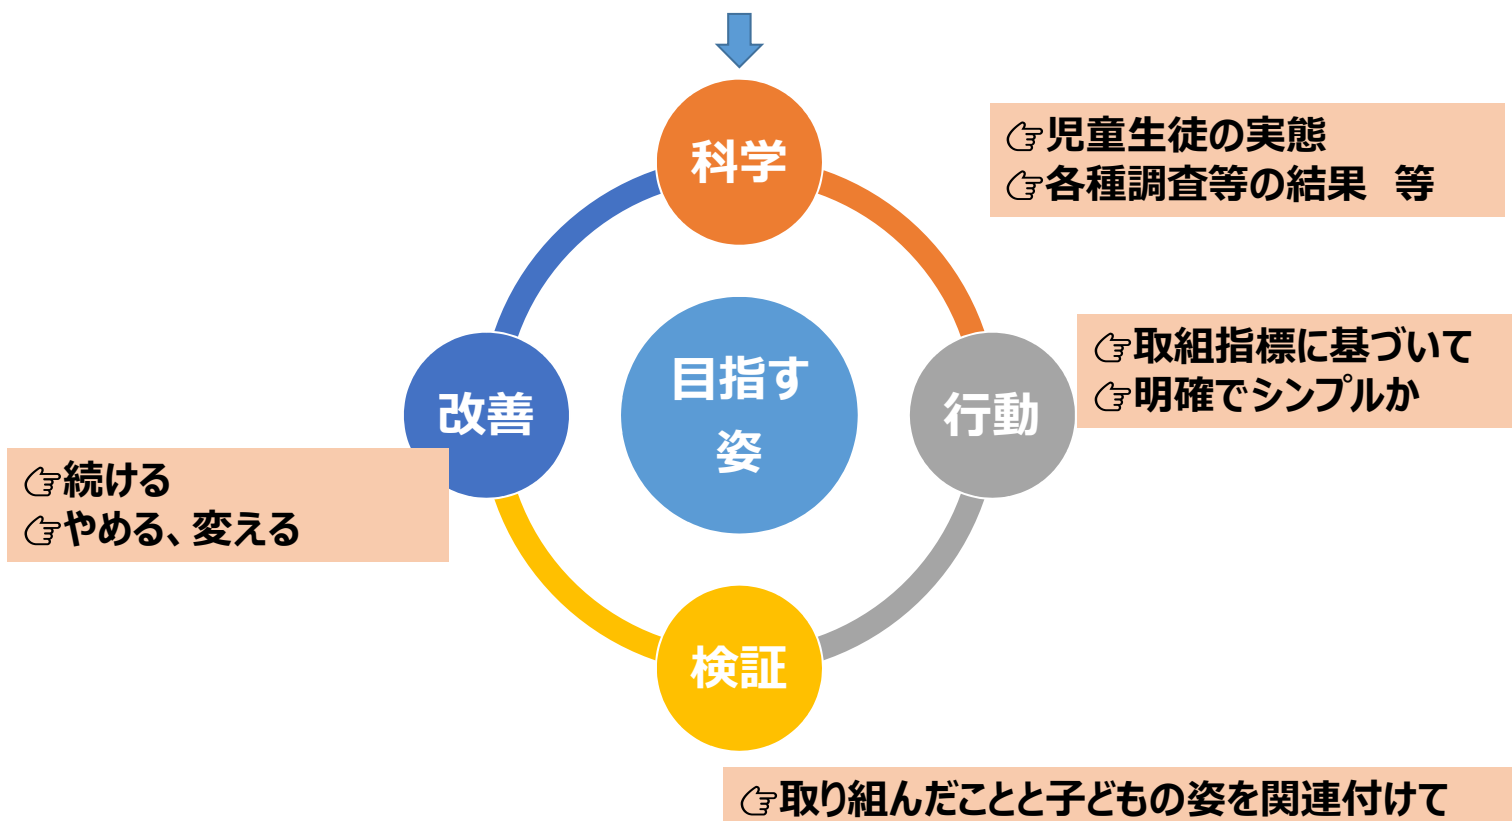 科学
☞児童生徒の実態
☞各種調査等の結果　等
目指す
姿
改善
行動
☞取組指標に基づいて
☞明確でシンプルか
☞続ける
☞やめる、変える
検証
☞取り組んだことと子どもの姿を関連付けて